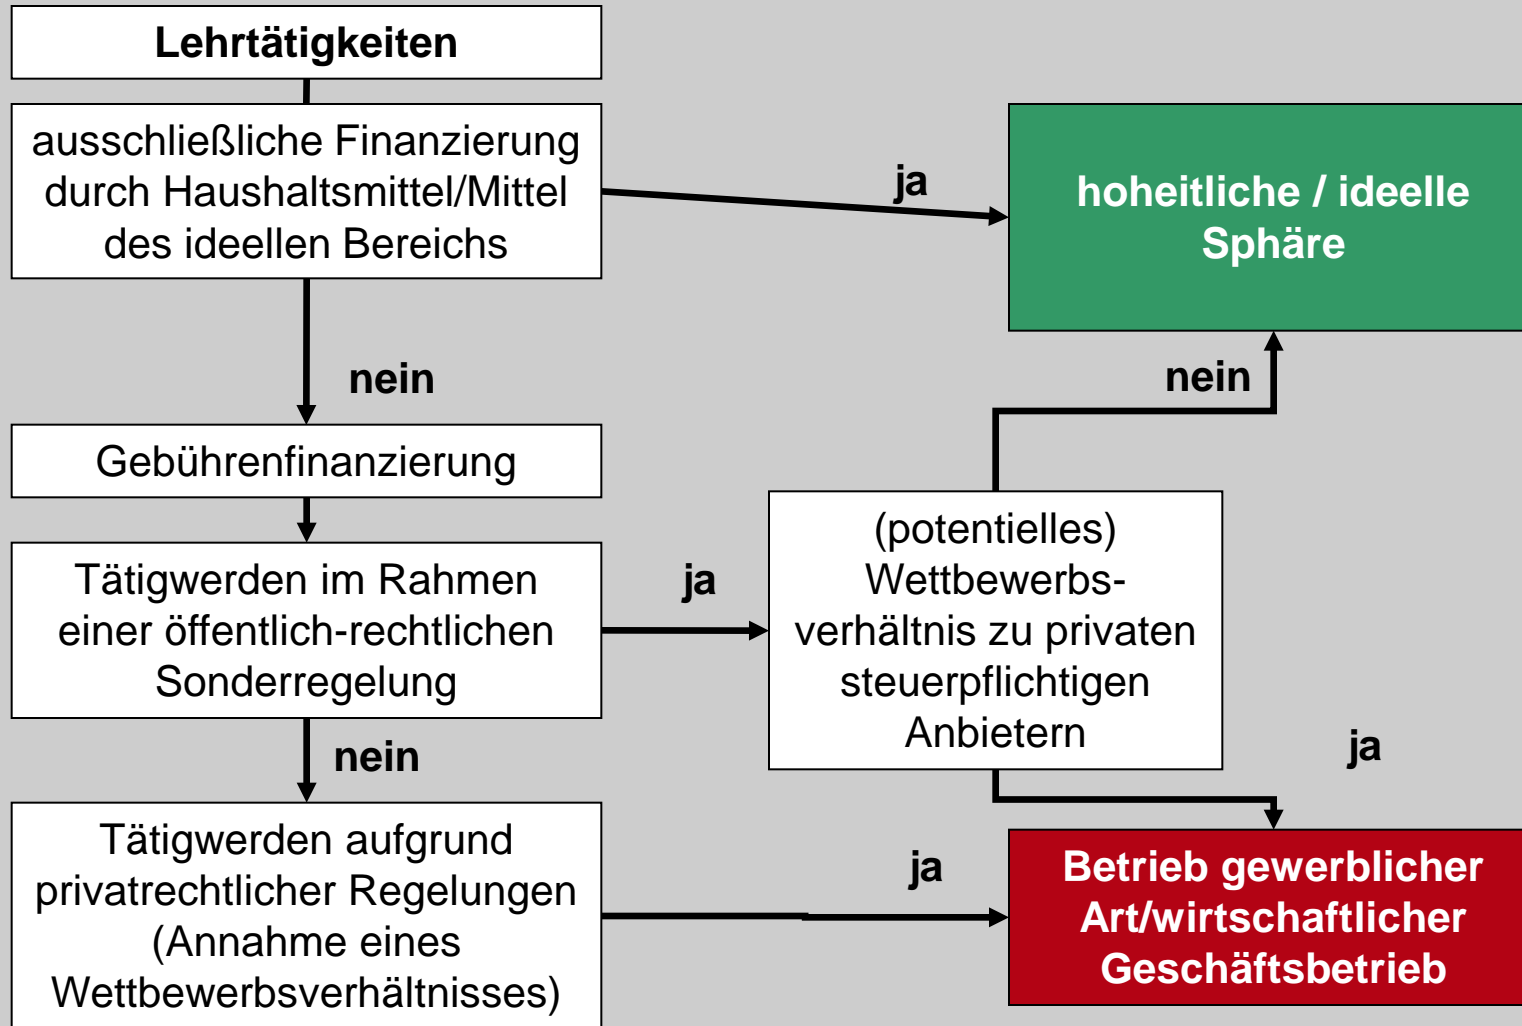 Lehrtätigkeiten
ausschließliche Finanzierung
durch Haushaltsmittel/Mittel
des ideellen Bereichs
ja
hoheitliche / ideelle
Sphäre
nein
nein
Gebührenfinanzierung
Tätigwerden im Rahmen
einer öffentlich-rechtlichen
Sonderregelung
ja
(potentielles)
Wettbewerbs-
verhältnis zu privaten
steuerpflichtigen
Anbietern
nein
ja
Tätigwerden aufgrund
privatrechtlicher Regelungen
(Annahme eines
Wettbewerbsverhältnisses)
ja
Betrieb gewerblicher
Art/wirtschaftlicher
Geschäftsbetrieb